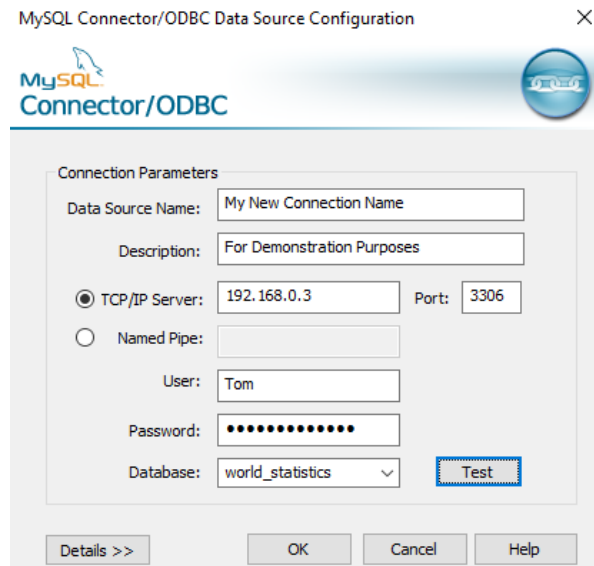 MySQL Connector/ODBC Data Source Configuration
MySQL
Connector/ODBC
Connection Parameters
Data Source Name: My New Connection Name
Description: For Demonstration Purposes
TCP/IP Server: 192.168.0.3 Port: 3306
Named Pipe:
User: Tom
Password: •••••••••••••
Database: world_statistics Test
Details >> OK Cancel Help